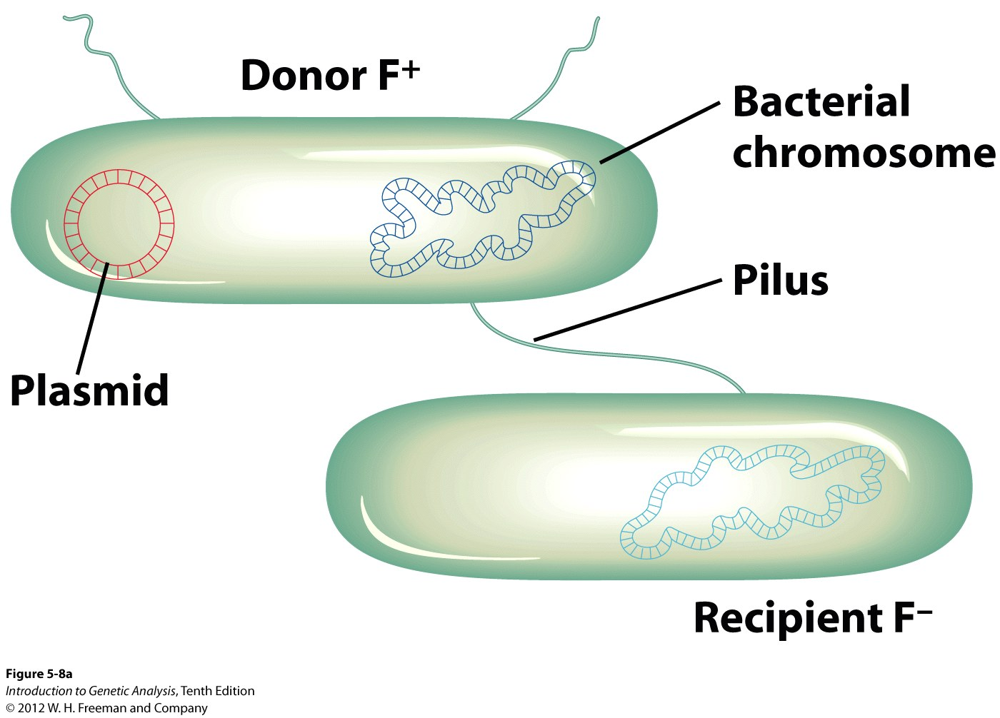 Donor F+
Bacterial
chromosome
Pilus
Plasmid
Recipient F–
Figure 5-8a
Introduction to Genetic Analysis, Tenth Edition
© 2012 W. H. Freeman and Company